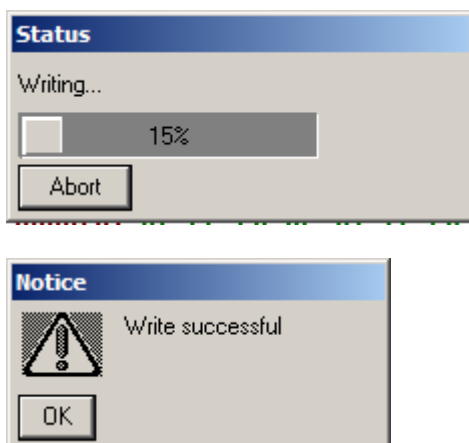 Status
Writing...
15%
Abort
Notice
Write successful
OK